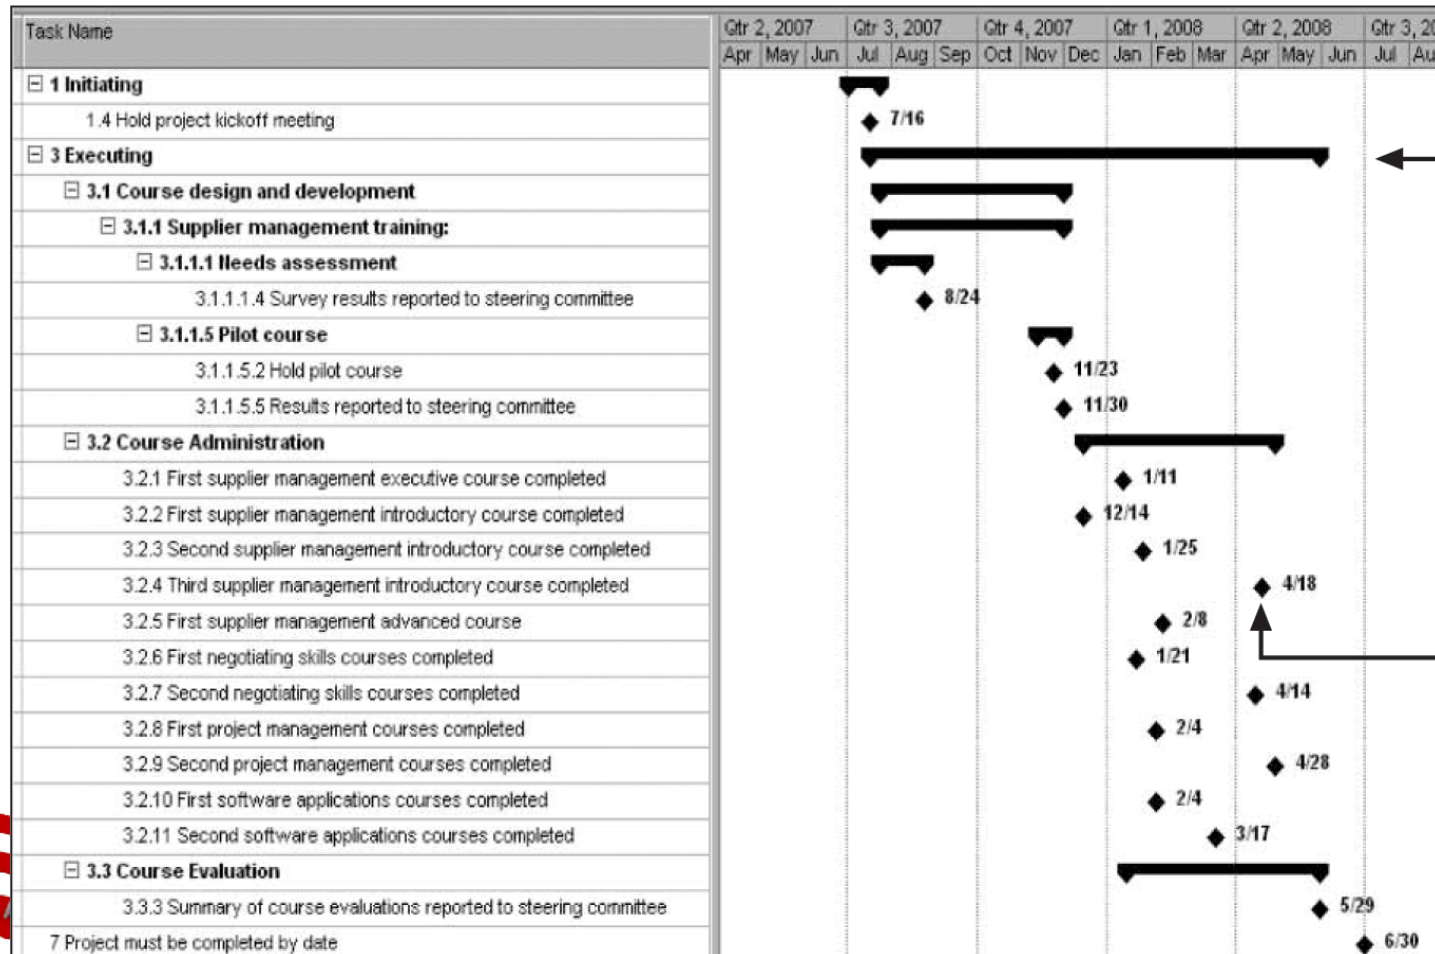 Task Name
Qtr 2, 2007 Qtr 3, 2007 Qtr 4, 2007 Qtr 1, 2008 Qtr 2, 2008 Qtr 3, 20
Apr May Jun Jul Aug Sep Oct Nov Dec Jan Feb Mar Apr May Jun Jul Au
1 Initiating
1.4 Hold project kickoff meeting 7/16
3 Executing
3.1 Course design and development
3.1.1 Supplier management training:
3.1.1.1 Needs assessment
3.1.1.1.4 Survey results reported to steering committee 8/24
3.1.1.5 Pilot course
3.1.1.5.2 Hold pilot course 11/23
3.1.1.5.5 Results reported to steering committee 11/30
3.2 Course Administration
3.2.1 First supplier management executive course completed 1/11
3.2.2 First supplier management introductory course completed 12/14
3.2.3 Second supplier management introductory course completed 1/25
3.2.4 Third supplier management introductory course completed 4/18
3.2.5 First supplier management advanced course 2/8
3.2.6 First negotiating skills courses completed 1/21
3.2.7 Second negotiating skills courses completed 4/14
3.2.8 First project management courses completed 2/4
3.2.9 Second project management courses completed 4/28
3.2.10 First software applications courses completed 2/4
3.2.11 Second software applications courses completed 3/17
3.3 Course Evaluation
3.3.3 Summary of course evaluations reported to steering committee 5/29
7 Project must be completed by date 6/30